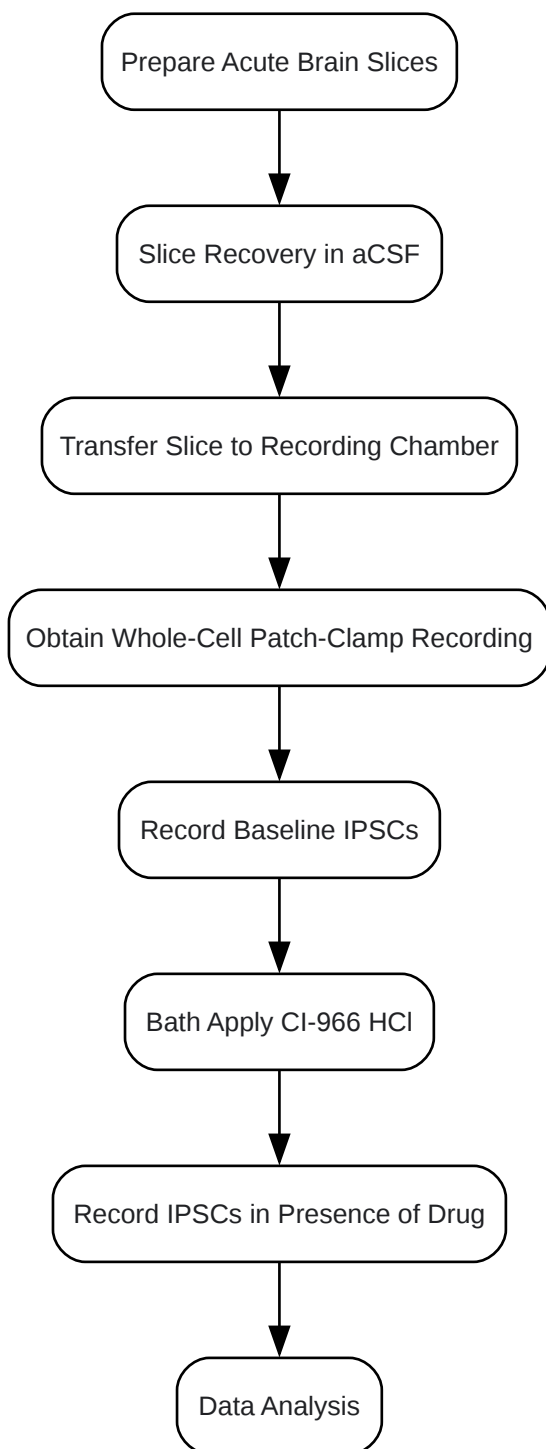 Prepare Acute Brain Slices
Slice Recovery in aCSF
Transfer Slice to Recording Chamber
Obtain Whole-Cell Patch-Clamp Recording
Record Baseline IPSCs
Bath Apply CI-966 HCl
Record IPSCs in Presence of Drug
Data Analysis